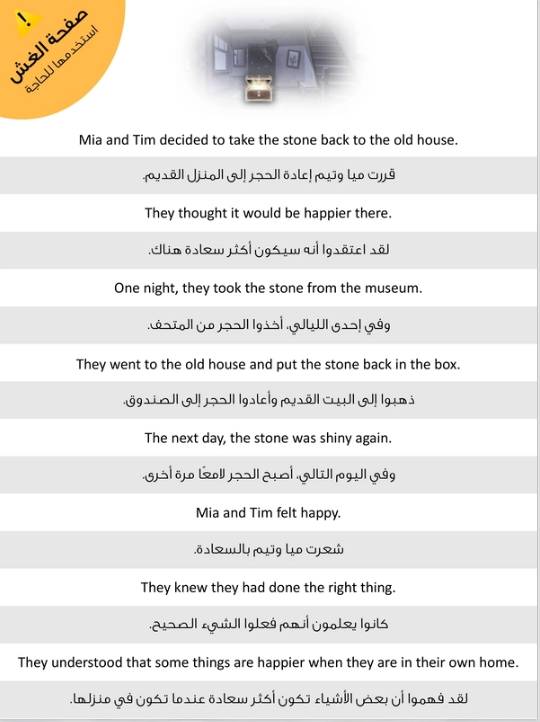 !
صفحة الغش
استخدمها للحاجة
Mia and Tim decided to take the stone back to the old house.
قررت ميا وتيم إعادة الحجر إلى المنزل القديم.
They thought it would be happier there.
لقد اعتقدوا أنه سيكون أكثر سعادة هناك.
One night, they took the stone from the museum.
وفي إحدى الليالي، أخذوا الحجر من المتحف.
They went to the old house and put the stone back in the box.
ذهبوا إلى البيت القديم وأعادوا الحجر إلى الصندوق.
The next day, the stone was shiny again.
وفي اليوم التالي، أصبح الحجر لامعًا مرة أخرى.
Mia and Tim felt happy.
شعرت ميا وتيم بالسعادة.
They knew they had done the right thing.
كانوا يعلمون أنهم فعلوا الشيء الصحيح.
They understood that some things are happier when they are in their own home.
لقد فهموا أن بعض الأشياء تكون أكثر سعادة عندما تكون في منزلها.